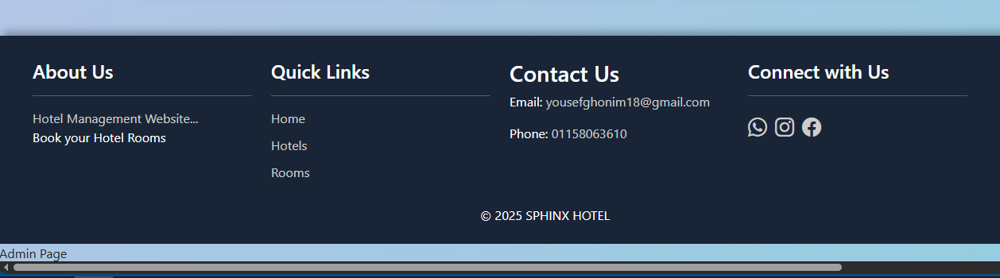 About Us
Hotel Management Website...
Book your Hotel Rooms
Quick Links
Home
Hotels
Rooms
Contact Us
Email: yousefghonim18@gmail.com
Phone: 01158063610
Connect with Us
© 2025 SPHINX HOTEL
Admin Page